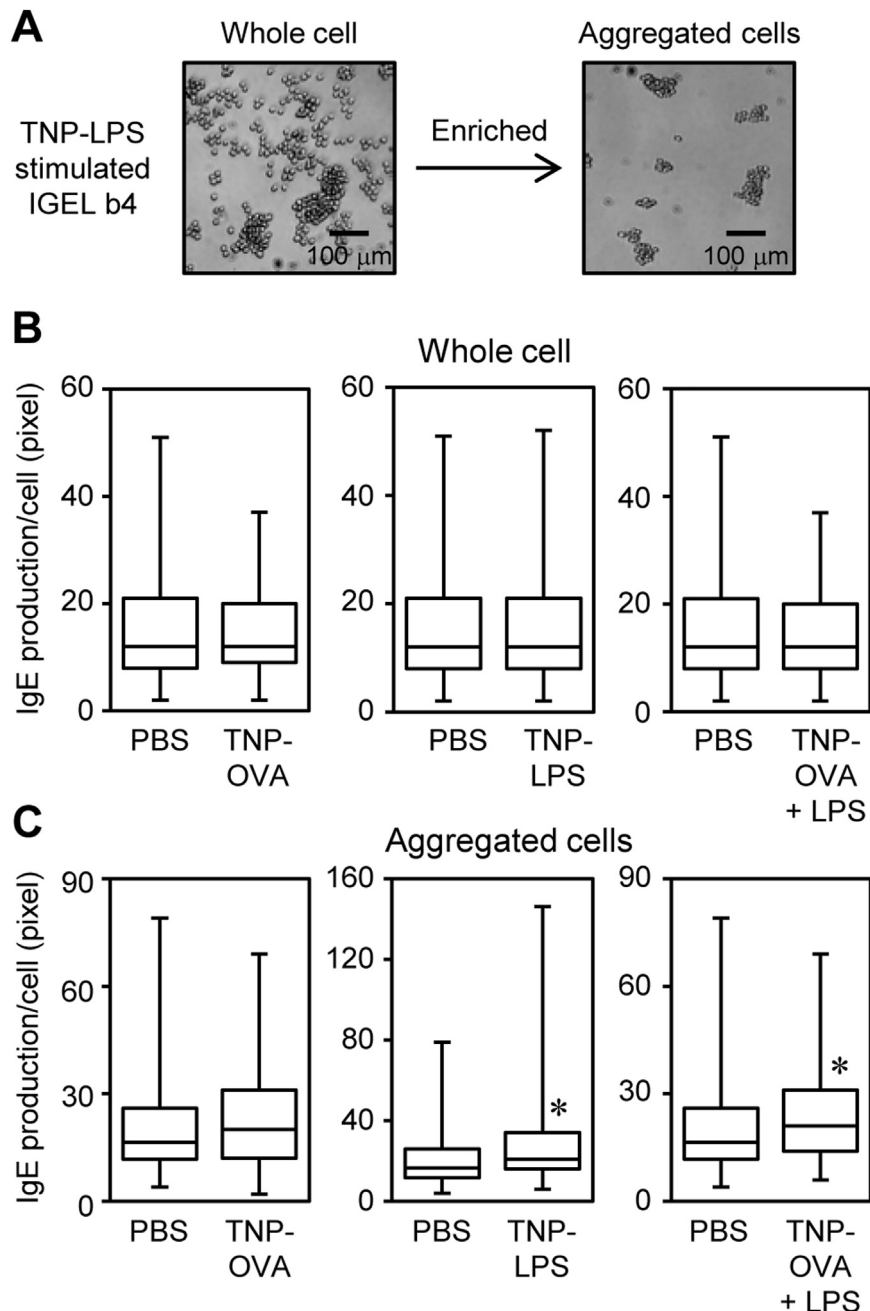 A
Whole cell
Aggregated cells
TNP-LPS
stimulated
IGEL b4
Enriched
100 μm
100 μm
B
Whole cell
IgE production/cell (pixel)
60
40
20
0
PBS
TNP-
OVA
60
40
20
0
PBS
TNP-
LPS
60
40
20
0
PBS
TNP-
OVA
+ LPS
C
Aggregated cells
IgE production/cell (pixel)
90
60
30
0
PBS
TNP-
OVA
160
120
80
40
0
*
PBS
TNP-
LPS
90
60
30
0
*
PBS
TNP-
OVA
+ LPS